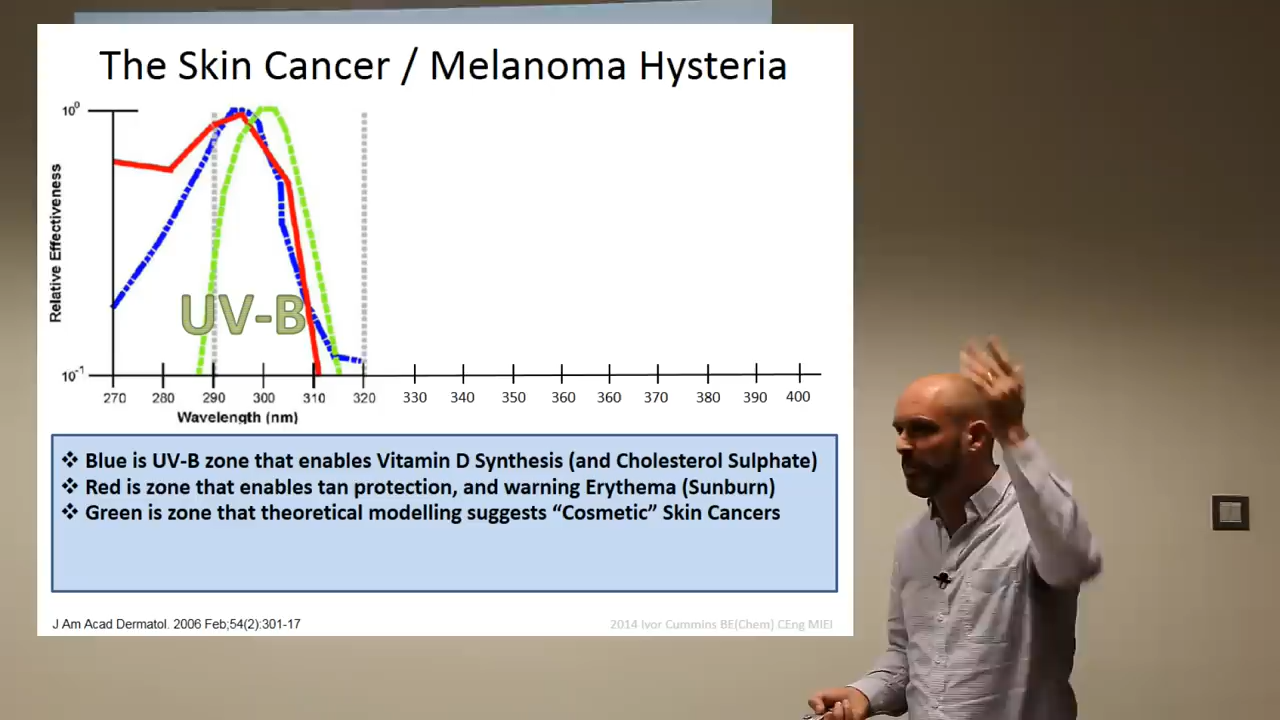 The Skin Cancer / Melanoma Hysteria
10⁰
Relative Effectiveness
UV-B
10⁻¹
270 280 290 300 310 320 330 340 350 360 360 370 380 390 400
Wavelength (nm)
❖ Blue is UV-B zone that enables Vitamin D Synthesis (and Cholesterol Sulphate)
❖ Red is zone that enables tan protection, and warning Erythema (Sunburn)
❖ Green is zone that theoretical modelling suggests “Cosmetic” Skin Cancers
J Am Acad Dermatol. 2006 Feb;54(2):301-17
2014 Ivor Cummins BE(Chem) CEng MIEI